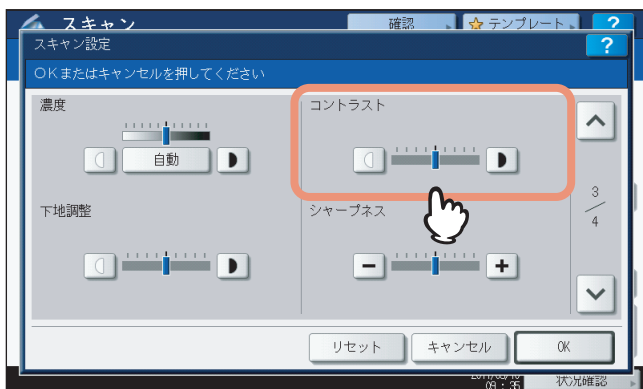 スキャン
確認
テンプレート
?
スキャン設定
?
OKまたはキャンセルを押してください
濃度
自動
コントラスト
下地調整
シャープネス
3/4
リセット
キャンセル
OK
09:35
状況確認